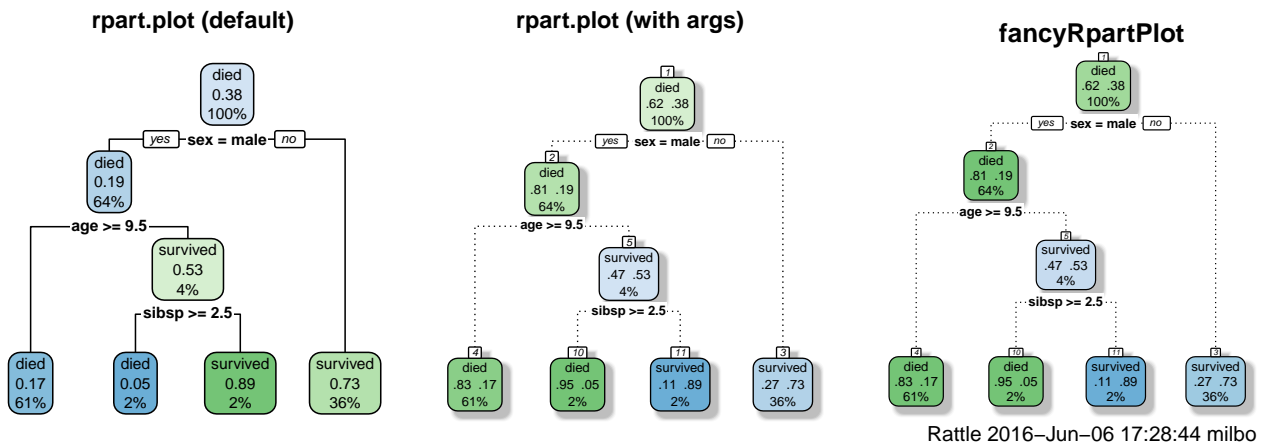 rpart.plot (default)
died
0.38
100%
yes sex = male no
died
0.19
64%
age >= 9.5
survived
0.53
4%
sibsp >= 2.5
died
0.17
61%
died
0.05
2%
survived
0.89
2%
survived
0.73
36%
rpart.plot (with args)
1
died
.62 .38
100%
yes sex = male no
2
died
.81 .19
64%
age >= 9.5
5
survived
.47 .53
4%
sibsp >= 2.5
4
died
.83 .17
61%
10
died
.95 .05
2%
11
survived
.11 .89
2%
3
survived
.27 .73
36%
fancyRpartPlot
1
died
.62 .38
100%
yes sex = male no
2
died
.81 .19
64%
age >= 9.5
5
survived
.47 .53
4%
sibsp >= 2.5
4
died
.83 .17
61%
10
died
.95 .05
2%
11
survived
.11 .89
2%
3
survived
.27 .73
36%
Rattle 2016−Jun−06 17:28:44 milbo